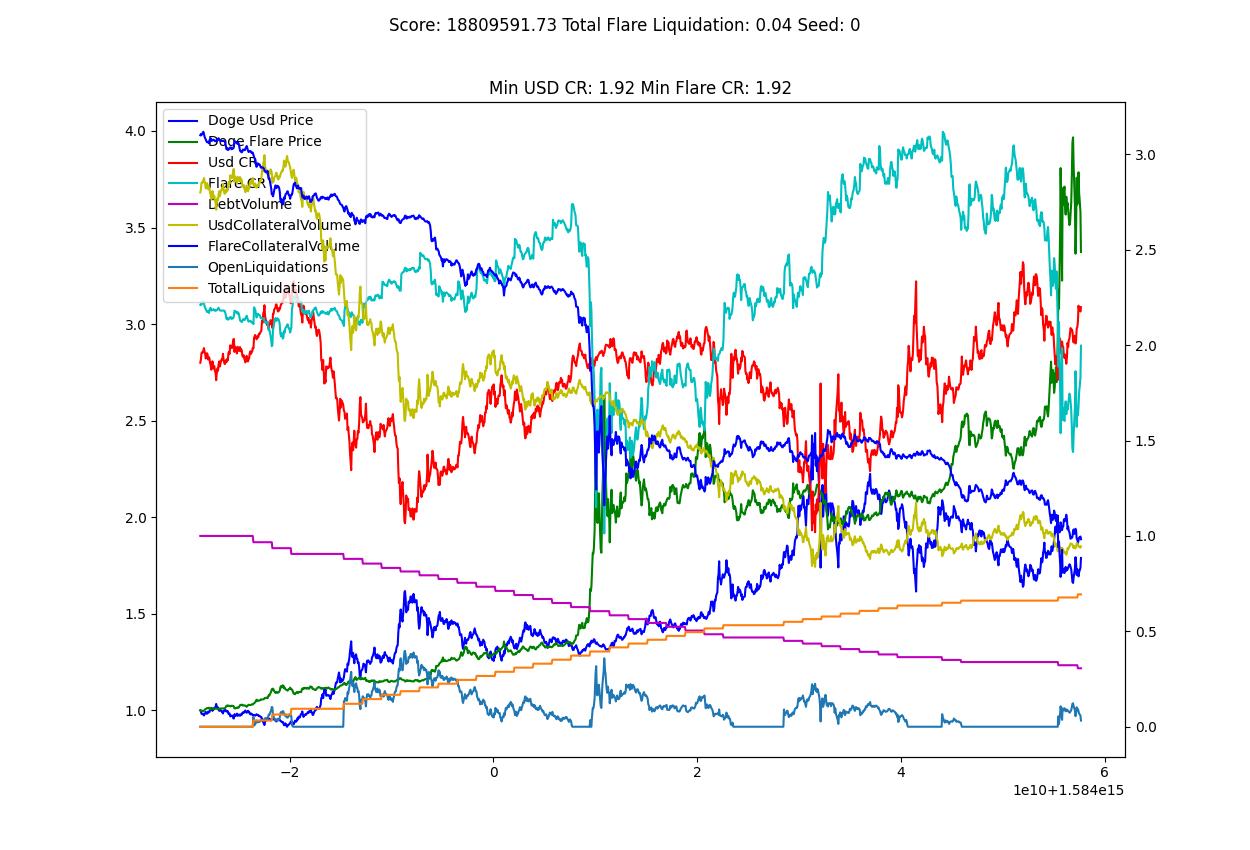 Score: 18809591.73 Total Flare Liquidation: 0.04 Seed: 0
Min USD CR: 1.92 Min Flare CR: 1.92
Doge Usd Price
Doge Flare Price
Usd CR
Flare CR
DebtVolume
UsdCollateralVolume
FlareCollateralVolume
OpenLiquidations
TotalLiquidations
4.0
3.5
3.0
2.5
2.0
1.5
1.0
3.0
2.5
2.0
1.5
1.0
0.5
0.0
−2 0 2 4 6
1e10+1.584e15